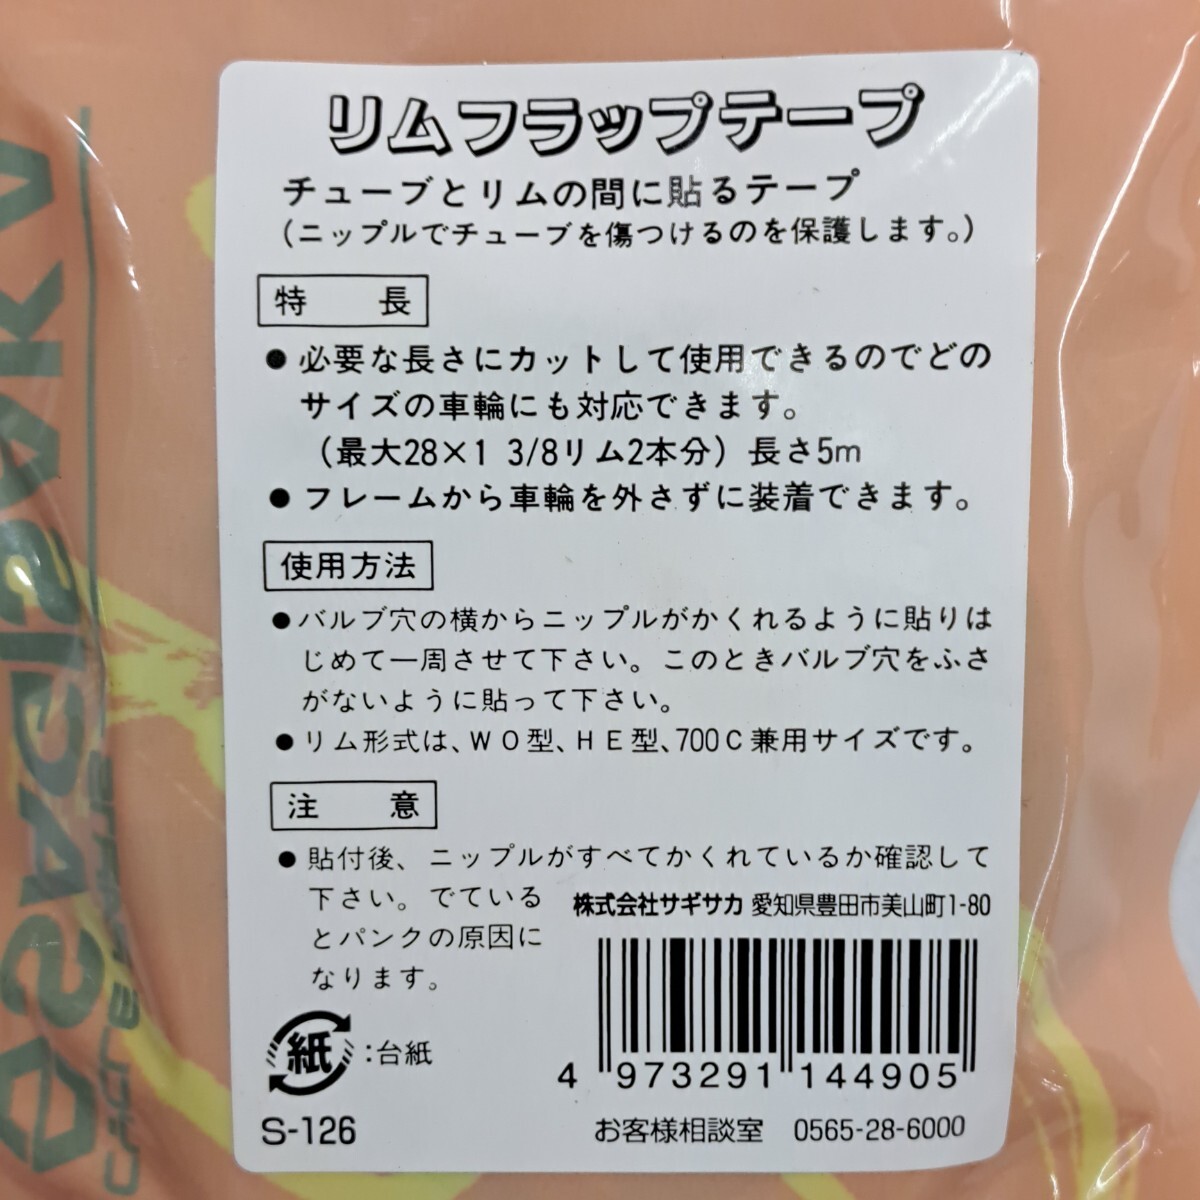 リムフラップテープ
チューブとリムの間に貼るテープ
(ニップルでチューブを傷つけるのを保護します。)
特 長
●必要な長さにカットして使用できるのでどの
サイズの車輪にも対応できます。
(最大28×1 3/8リム2本分) 長さ5m
●フレームから車輪を外さずに装着できます。
使用方法
●バルブ穴の横からニップルがかくれるように貼りは
じめて一周させて下さい。このときバルブ穴をふさ
がないように貼って下さい。
●リム形式は、WO型、HE型、700C兼用サイズです。
注 意
●貼付後、ニップルがすべてかくれているか確認して
下さい。でている
とパンクの原因に
なります。
株式会社サギサカ 愛知県豊田市美山町1-80
4 973291 144905
紙:台紙
S-126
お客様相談室 0565-28-6000